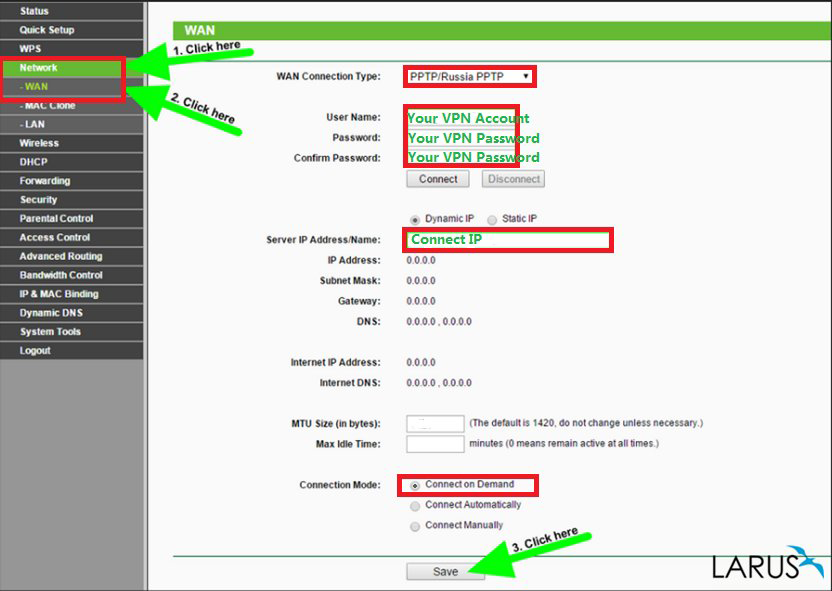 Status
Quick Setup
WPS
Network
- WAN
- MAC Clone
- LAN
Wireless
DHCP
Forwarding
Security
Parental Control
Access Control
Advanced Routing
Bandwidth Control
IP & MAC Binding
Dynamic DNS
System Tools
Logout
WAN
1. Click here
2. Click here
WAN Connection Type: PPTP/Russia PPTP
User Name: Your VPN Account
Password: Your VPN Password
Confirm Password: Your VPN Password
Connect Disconnect
Dynamic IP Static IP
Server IP Address/Name: Connect IP
IP Address: 0.0.0.0
Subnet Mask: 0.0.0.0
Gateway: 0.0.0.0
DNS: 0.0.0.0 , 0.0.0.0
Internet IP Address: 0.0.0.0
Internet DNS: 0.0.0.0 , 0.0.0.0
MTU Size (in bytes): (The default is 1420, do not change unless necessary.)
Max Idle Time: minutes (0 means remain active at all times.)
Connection Mode: Connect on Demand
Connect Automatically
Connect Manually
3. Click here
Save
LARUS